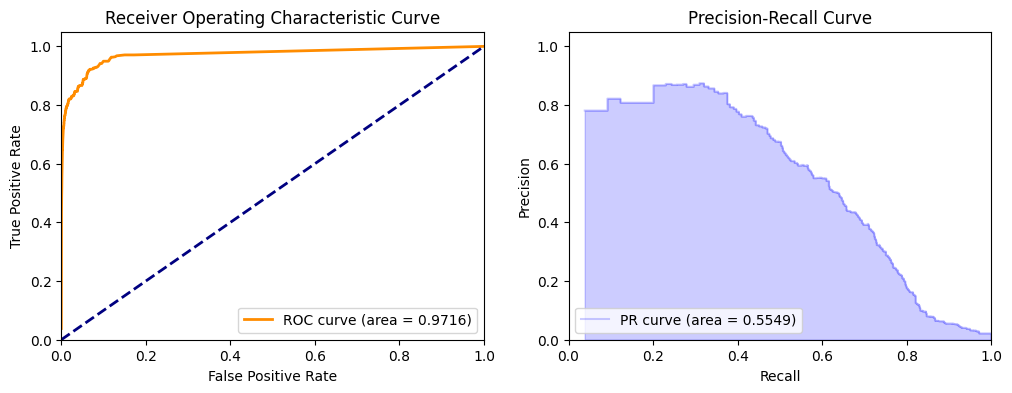 Receiver Operating Characteristic Curve
1.0
0.8
0.6
0.4
0.2
0.0
True Positive Rate
0.0 0.2 0.4 0.6 0.8 1.0
False Positive Rate
ROC curve (area = 0.9716)
Precision-Recall Curve
1.0
0.8
0.6
0.4
0.2
0.0
Precision
0.0 0.2 0.4 0.6 0.8 1.0
Recall
PR curve (area = 0.5549)